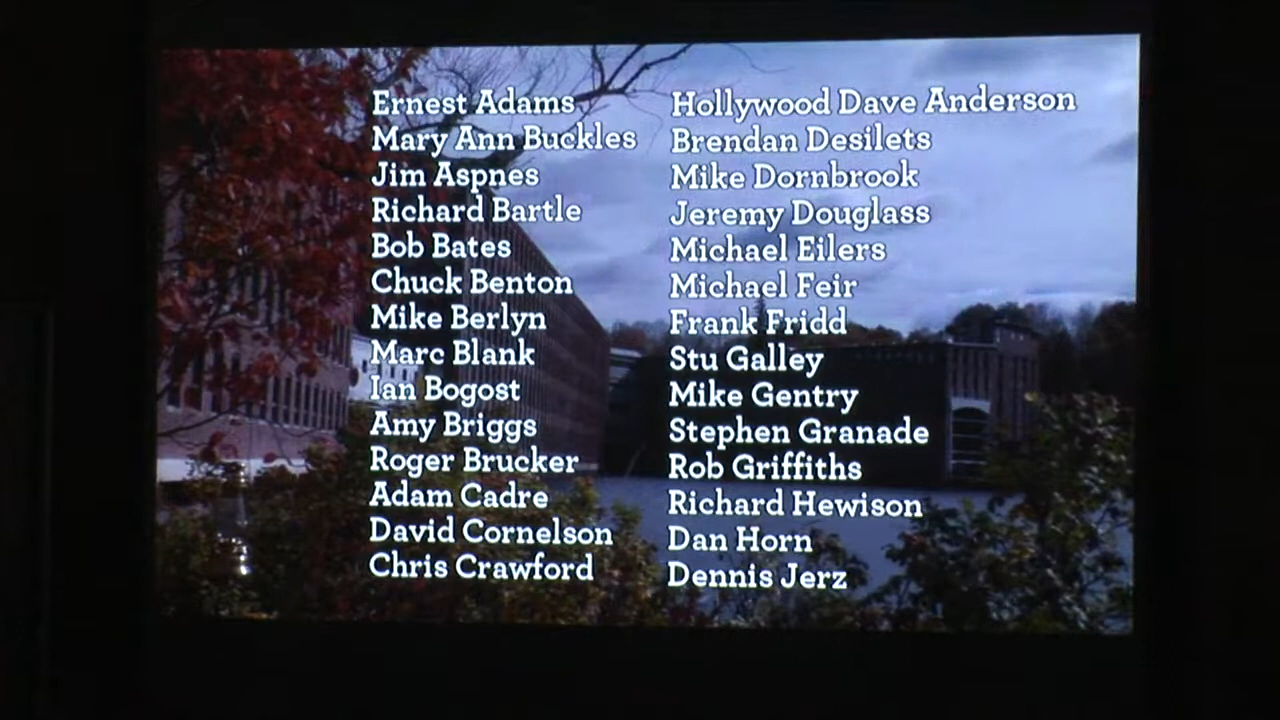 Ernest Adams
Mary Ann Buckles
Jim Aspnes
Richard Bartle
Bob Bates
Chuck Benton
Mike Berlyn
Marc Blank
Ian Bogost
Amy Briggs
Roger Brucker
Adam Cadre
David Cornelson
Chris Crawford
Hollywood Dave Anderson
Brendan Desilets
Mike Dornbrook
Jeremy Douglass
Michael Eilers
Michael Feir
Frank Fridd
Stu Galley
Mike Gentry
Stephen Granade
Rob Griffiths
Richard Hewison
Dan Horn
Dennis Jerz